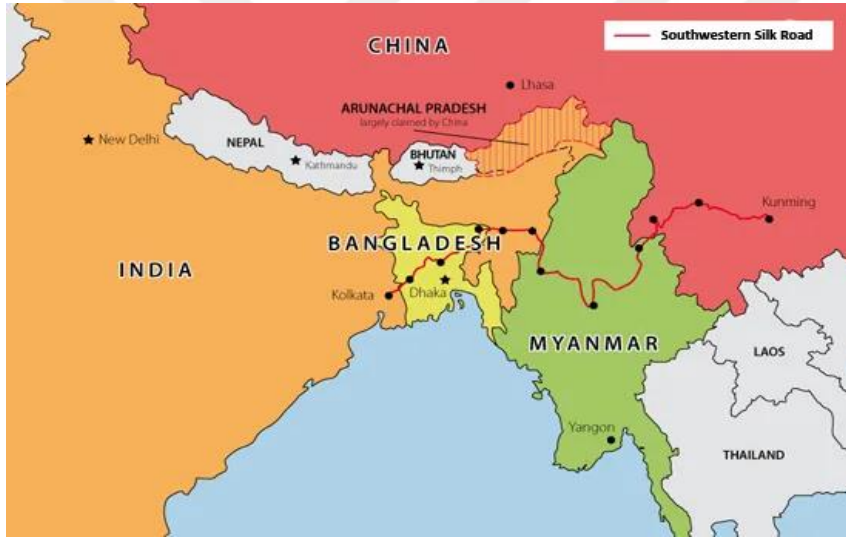 Southwestern Silk Road
CHINA
Lhasa
ARUNACHAL PRADESH
largely claimed by China
New Delhi
NEPAL
BHUTAN
Kathmandu
Thimph
Kunming
BANGLADESH
INDIA
Kolkata
Dhaka
MYANMAR
LAOS
Yangon
THAILAND